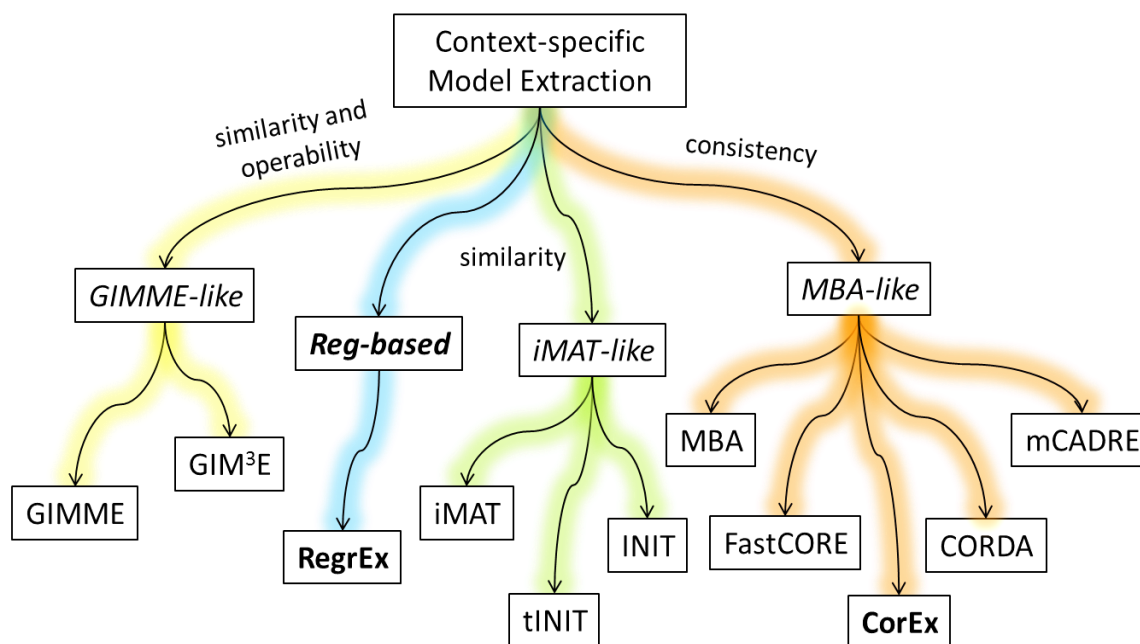 Context-specific
Model Extraction
similarity and
operability
consistency
similarity
GIMME-like
Reg-based
iMAT-like
MBA-like
GIMME
GIM³E
RegrEx
iMAT
tINIT
INIT
MBA
FastCORE
CorEx
CORDA
mCADRE